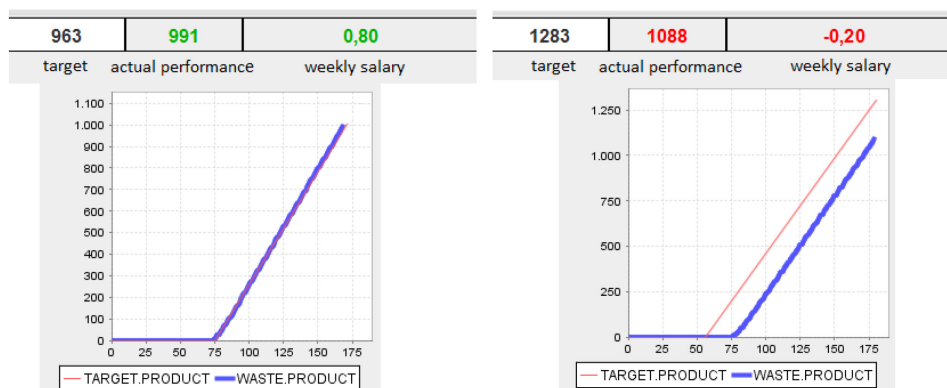 963 991 0,80
target actual performance weekly salary
1.100
1.000
900
800
700
600
500
400
300
200
100
0
0 25 50 75 100 125 150 175
TARGET.PRODUCT WASTE.PRODUCT
1283 1088 -0,20
target actual performance weekly salary
1.250
1.000
750
500
250
0
0 25 50 75 100 125 150 175
TARGET.PRODUCT WASTE.PRODUCT